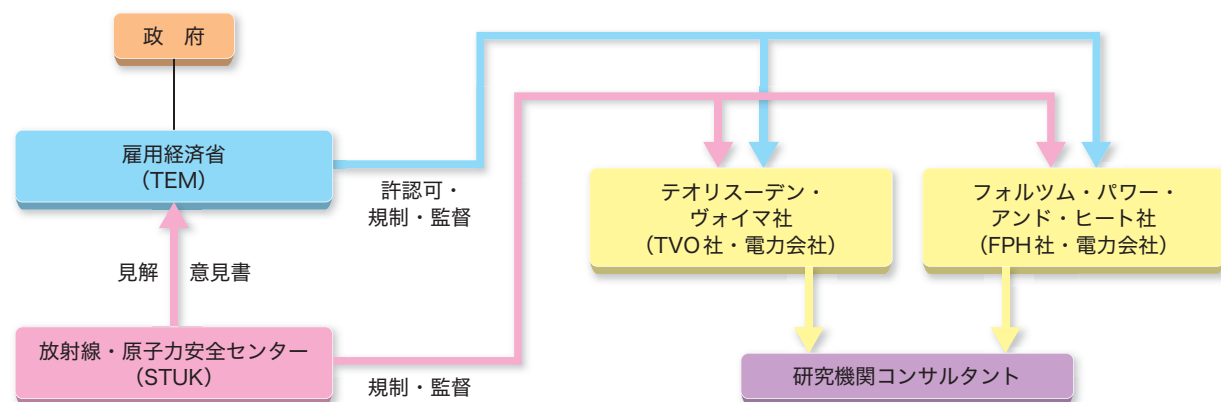 政　府
雇用経済省
（TEM）
許認可・
規制・監督
テオリスーデン・
ヴォイマ社
（TVO社・電力会社）
フォルツム・パワー・
アンド・ヒート社
（FPH社・電力会社）
見解　意見書
放射線・原子力安全センター
（STUK）
規制・監督
研究機関コンサルタント